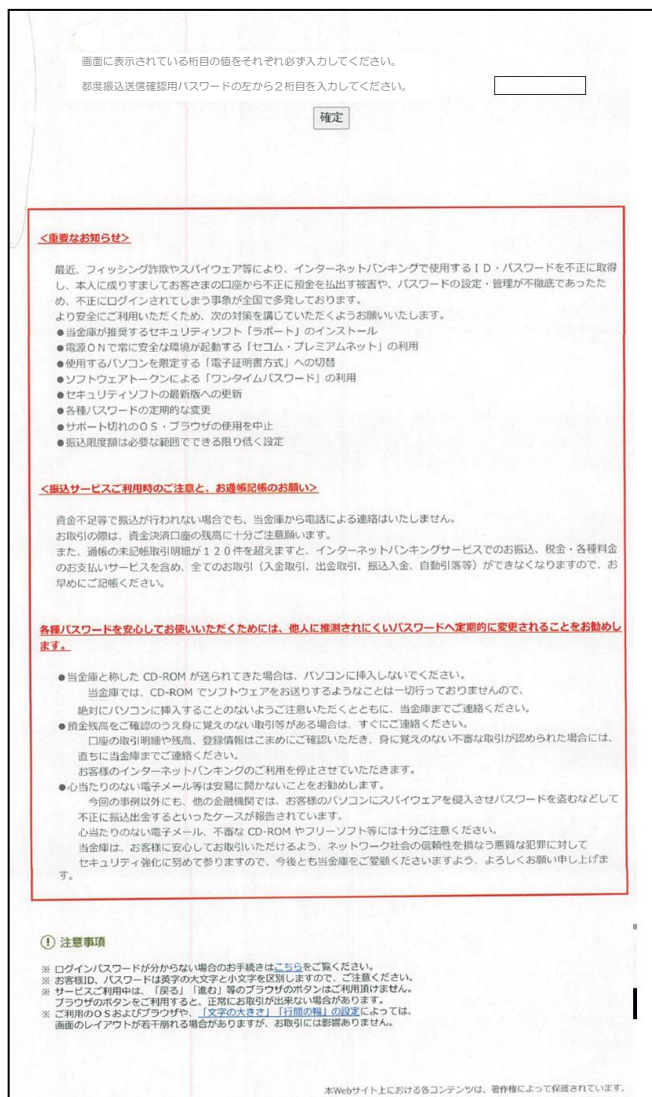 画面に表示されている桁目の値をそれぞれ必ず入力してください。
都度振込送信確認用パスワードの左から２桁目を入力してください。
確定
<重要なお知らせ>
最近、フィッシング詐欺やスパイウェア等により、インターネットバンキングで使用するＩＤ・パスワードを不正に取得
し、本人に成りすましてお客さまの口座から不正に預金を払出す被害や、パスワードの設定・管理が不徹底であったた
め、不正にログインされてしまう事象が全国で多発しております。
より安全にご利用いただくため、次の対策を講じていただくようお願いいたします。
●当金庫が推奨するセキュリティソフト「ラポート」のインストール
●電源ＯＮで常に安全な環境が起動する「セコム・プレミアムネット」の利用
●使用するパソコンを限定する「電子証明書方式」への切替
●ソフトウェアトークンによる「ワンタイムパスワード」の利用
●セキュリティソフトの最新版への更新
●各種パスワードの定期的な変更
●サポート切れのＯＳ・ブラウザの使用を中止
●振込限度額は必要な範囲でできる限り低く設定
<振込サービスご利用時のご注意と、お通帳記帳のお願い>
資金不足等で振込が行われない場合でも、当金庫から電話による連絡はいたしません。
お取引の際は、資金決済口座の残高に十分ご注意願います。
また、通帳の未記帳取引明細が１２０件を超えますと、インターネットバンキングサービスでのお振込、税金・各種料金
のお支払いサービスを含め、全てのお取引（入金取引、出金取引、振込入金、自動引落等）ができなくなりますので、お
早めにご記帳ください。
各種パスワードを安心してお使いいただくためには、他人に推測されにくいパスワードへ定期的に変更されることをお勧めし
ます。
●当金庫と称した CD-ROM が送られてきた場合は、パソコンに挿入しないでください。
当金庫では、CD-ROM でソフトウェアをお送りするようなことは一切行っておりませんので、
絶対にパソコンに挿入することのないようご注意いただくとともに、当金庫までご連絡ください。
●預金残高をご確認のうえ身に覚えのない取引等がある場合は、すぐにご連絡ください。
口座の取引明細や残高、登録情報はこまめにご確認いただき、身に覚えのない不審な取引が認められた場合には、
直ちに当金庫までご連絡ください。
お客様のインターネットバンキングのご利用を停止させていただきます。
●心当たりのない電子メール等は安易に開かないことをお勧めします。
今回の事例以外にも、他の金融機関では、お客様のパソコンにスパイウェアを侵入させパスワードを盗むなどして
不正に振込出金するといったケースが報告されています。
心当たりのない電子メール、不審な CD-ROM やフリーソフト等には十分ご注意ください。
当金庫は、お客様に安心してお取引いただけるよう、ネットワーク社会の信頼性を損なう悪質な犯罪に対して
セキュリティ強化に努めて参りますので、今後とも当金庫をご愛顧くださいますよう、よろしくお願い申し上げま
す。
注意事項
※ ログインパスワードが分からない場合のお手続きはこちらをご覧ください。
※ お客様ID、パスワードは英字の大文字と小文字を区別しますので、ご注意ください。
※ サービスご利用中は、「戻る」「進む」等のブラウザのボタンはご利用頂けません。
ブラウザのボタンをご利用すると、正常にお取引が出来ない場合があります。
※ ご利用のＯＳおよびブラウザや、「文字の大きさ」「行間の幅」の設定によっては、
画面のレイアウトが若干崩れる場合がありますが、お取引には影響ありません。
本Webサイト上における各コンテンツは、著作権によって保護されています。